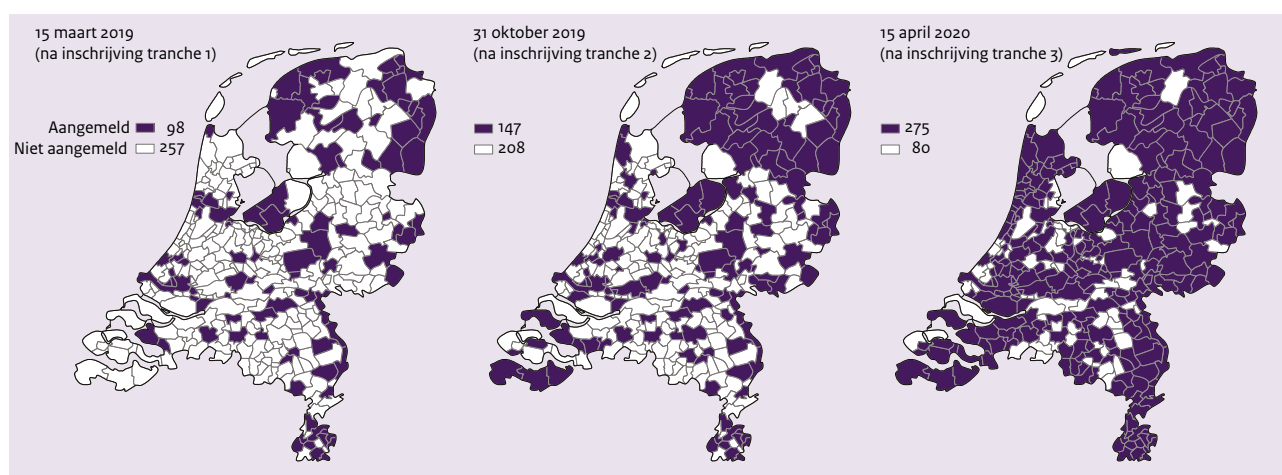 15 maart 2019
(na inschrijving tranche 1)
Aangemeld 98
Niet aangemeld 257
31 oktober 2019
(na inschrijving tranche 2)
147
208
15 april 2020
(na inschrijving tranche 3)
275
80